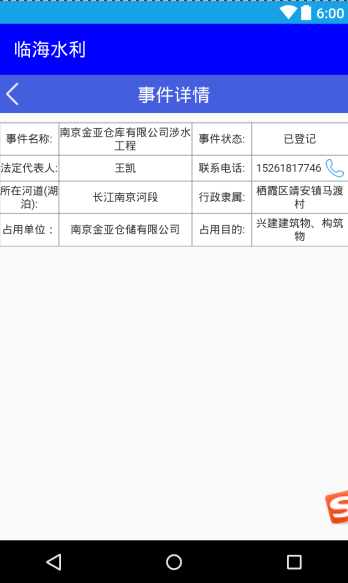 6:00
临海水利
事件详情
事件名称: 南京金亚仓库有限公司涉水 事件状态: 已登记
工程
法定代表人: 王凯 联系电话: 15261817746
所在河道(湖 长江南京河段 行政隶属: 栖霞区靖安镇马渡
泊): 村
占用单位： 南京金亚仓储有限公司 占用目的: 兴建建筑物、构筑
物